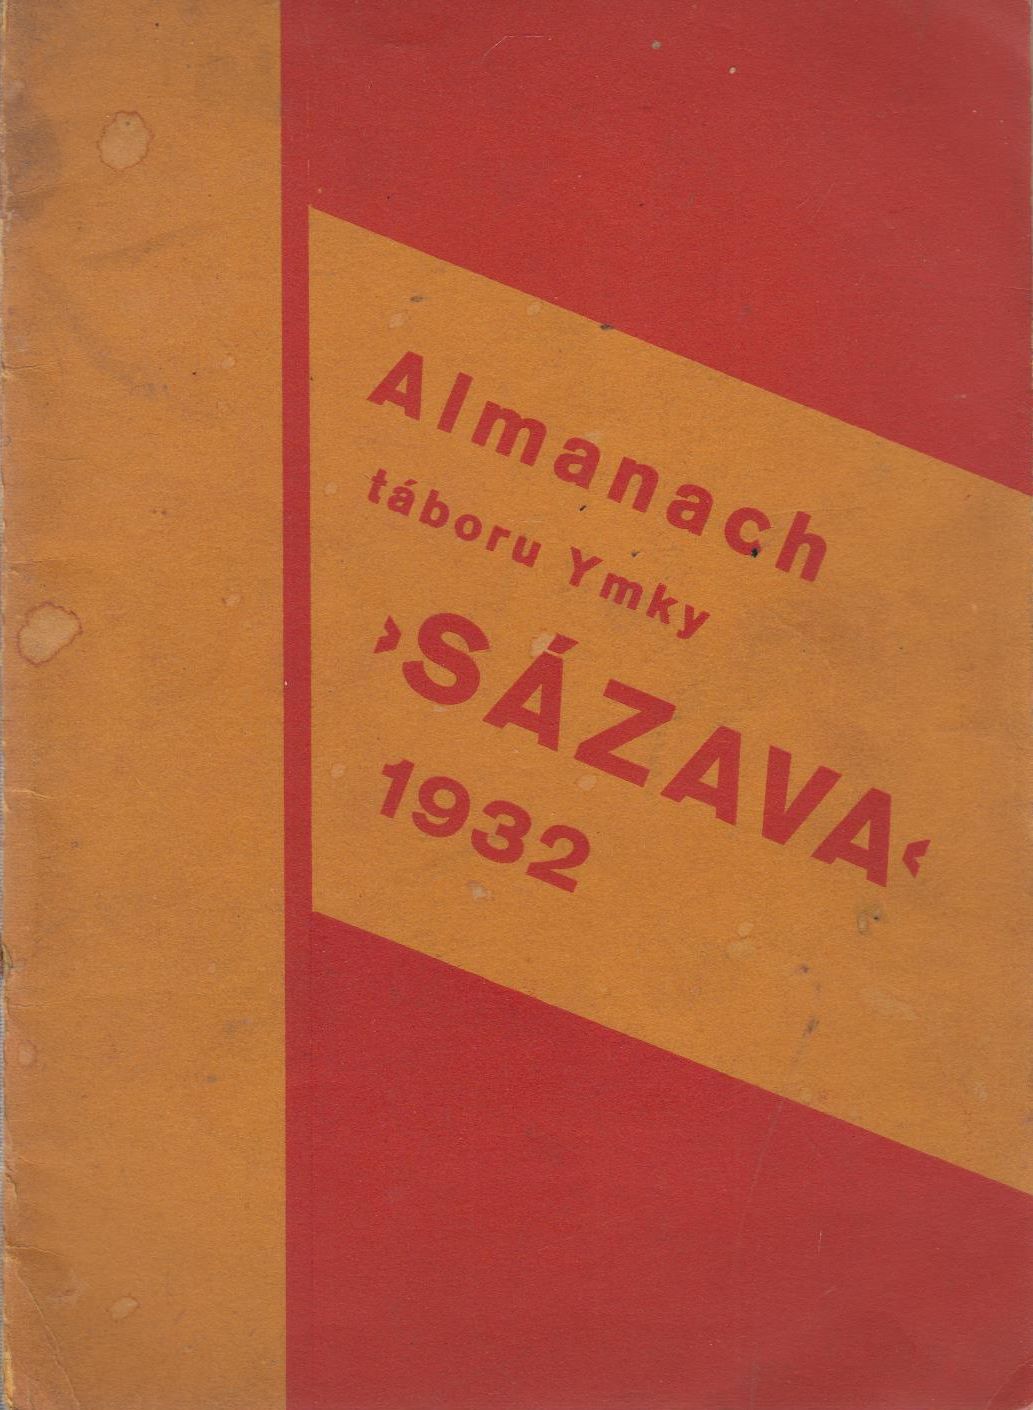 Almanach
táboru Ymky
›SÁZAVA‹
1932